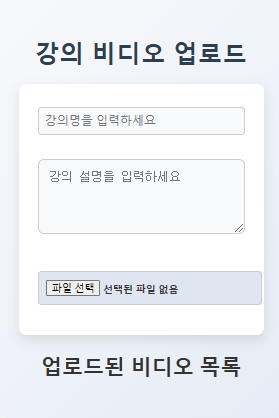 강의 비디오 업로드
강의명을 입력하세요
강의 설명을 입력하세요
파일 선택 선택된 파일 없음
업로드된 비디오 목록